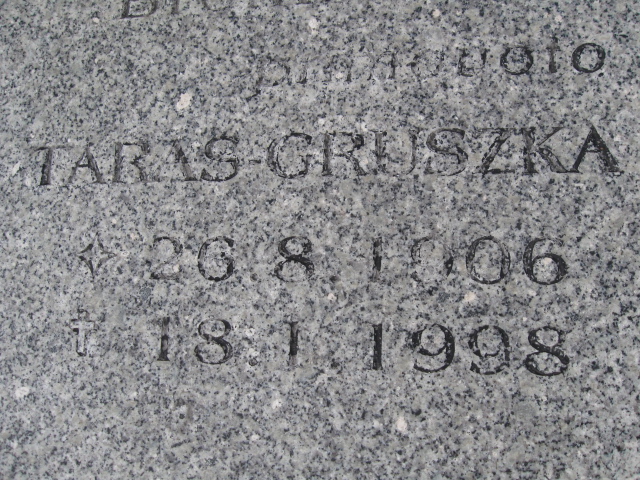 TARAS-GRUSZKA
✧ 26 8 1906
† 18 1 1998